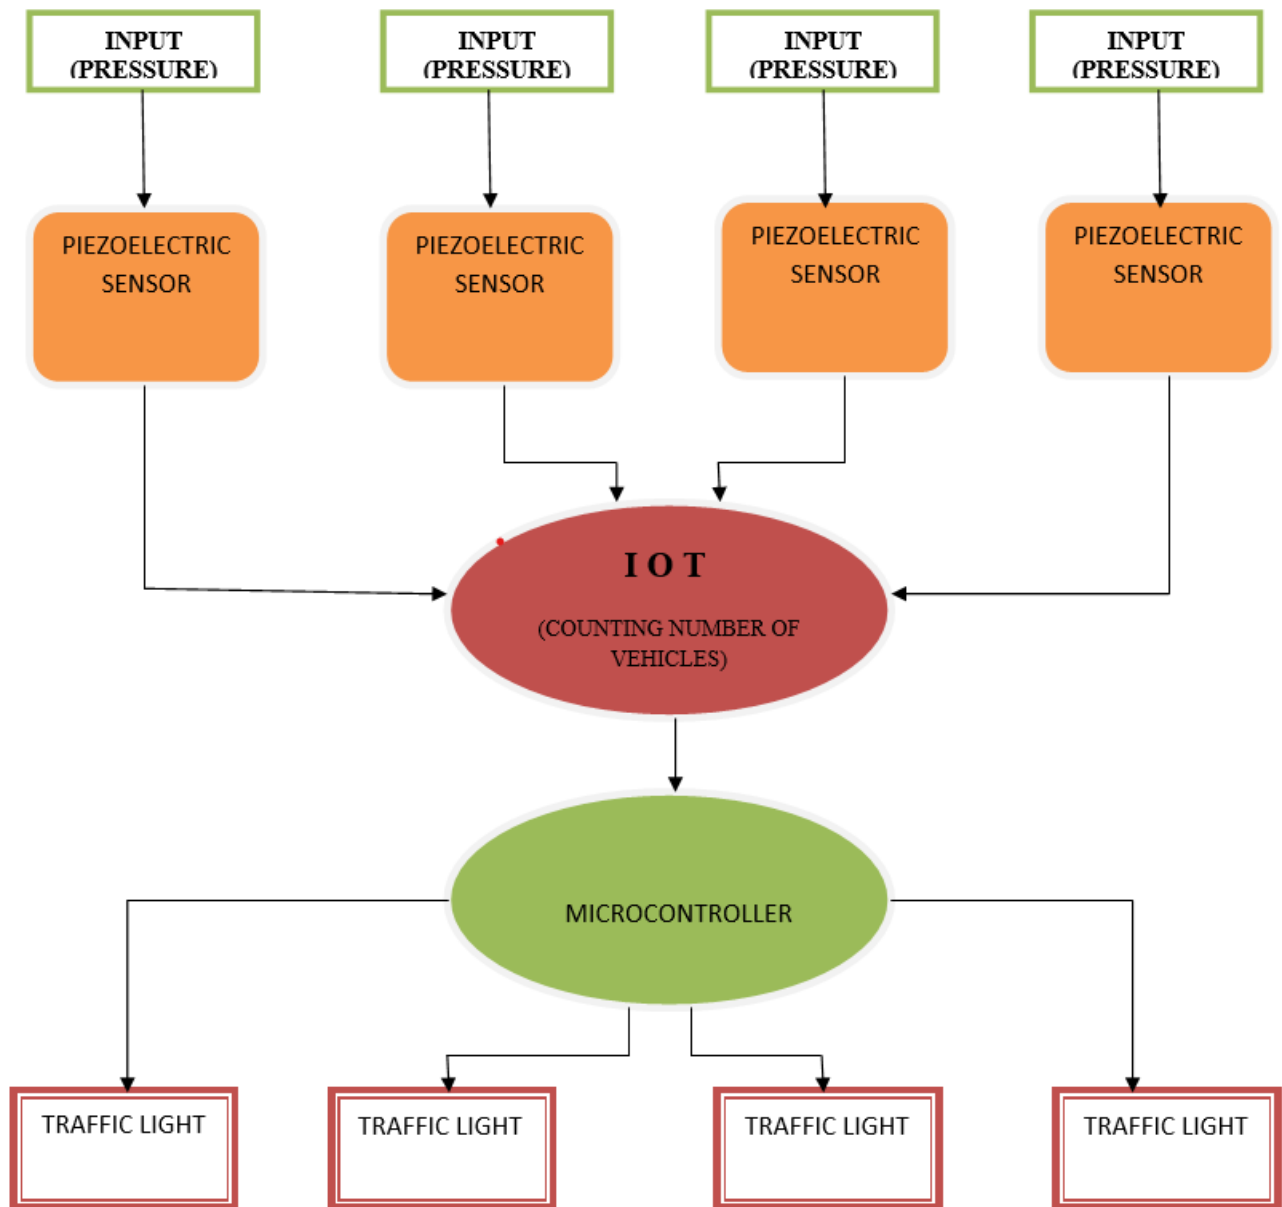 INPUT
(PRESSURE)
INPUT
(PRESSURE)
INPUT
(PRESSURE)
INPUT
(PRESSURE)
PIEZOELECTRIC
SENSOR
PIEZOELECTRIC
SENSOR
PIEZOELECTRIC
SENSOR
PIEZOELECTRIC
SENSOR
I O T
(COUNTING NUMBER OF
VEHICLES)
MICROCONTROLLER
TRAFFIC LIGHT
TRAFFIC LIGHT
TRAFFIC LIGHT
TRAFFIC LIGHT